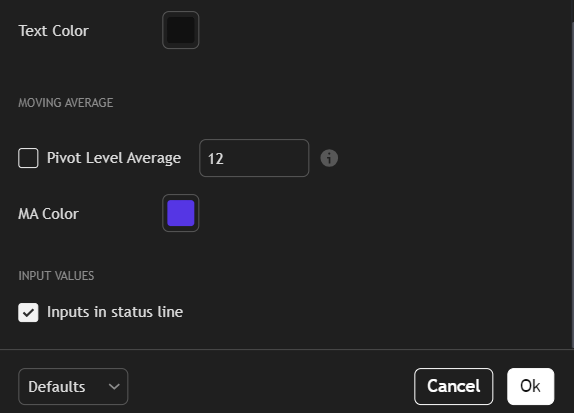 Text Color
MOVING AVERAGE
Pivot Level Average 12
MA Color
INPUT VALUES
Inputs in status line
Defaults Cancel Ok